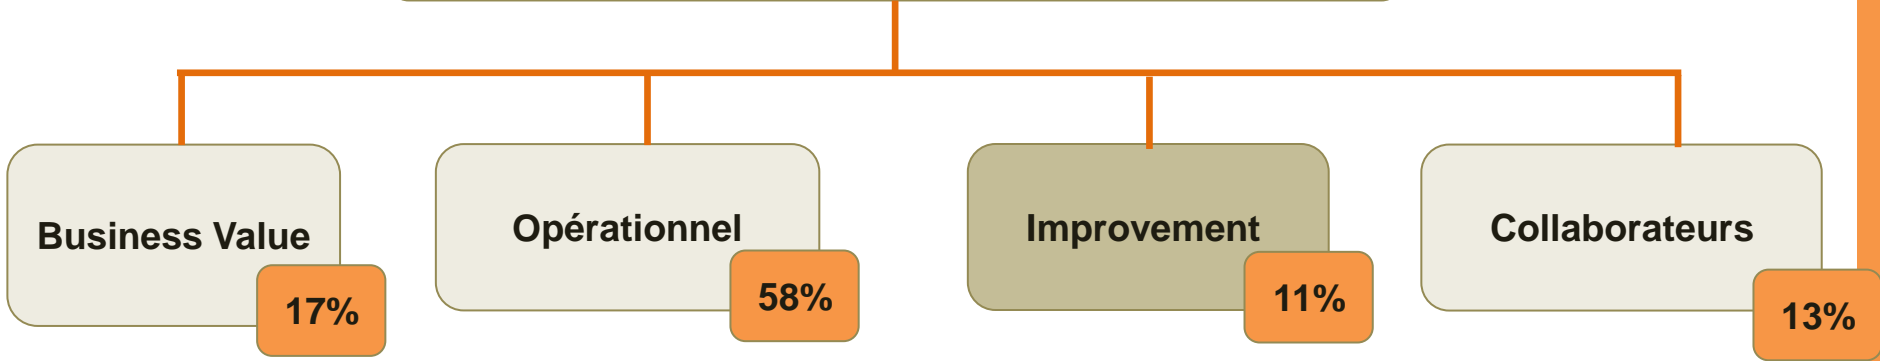 Business Value
17%
Opérationnel
58%
Improvement
11%
Collaborateurs
13%